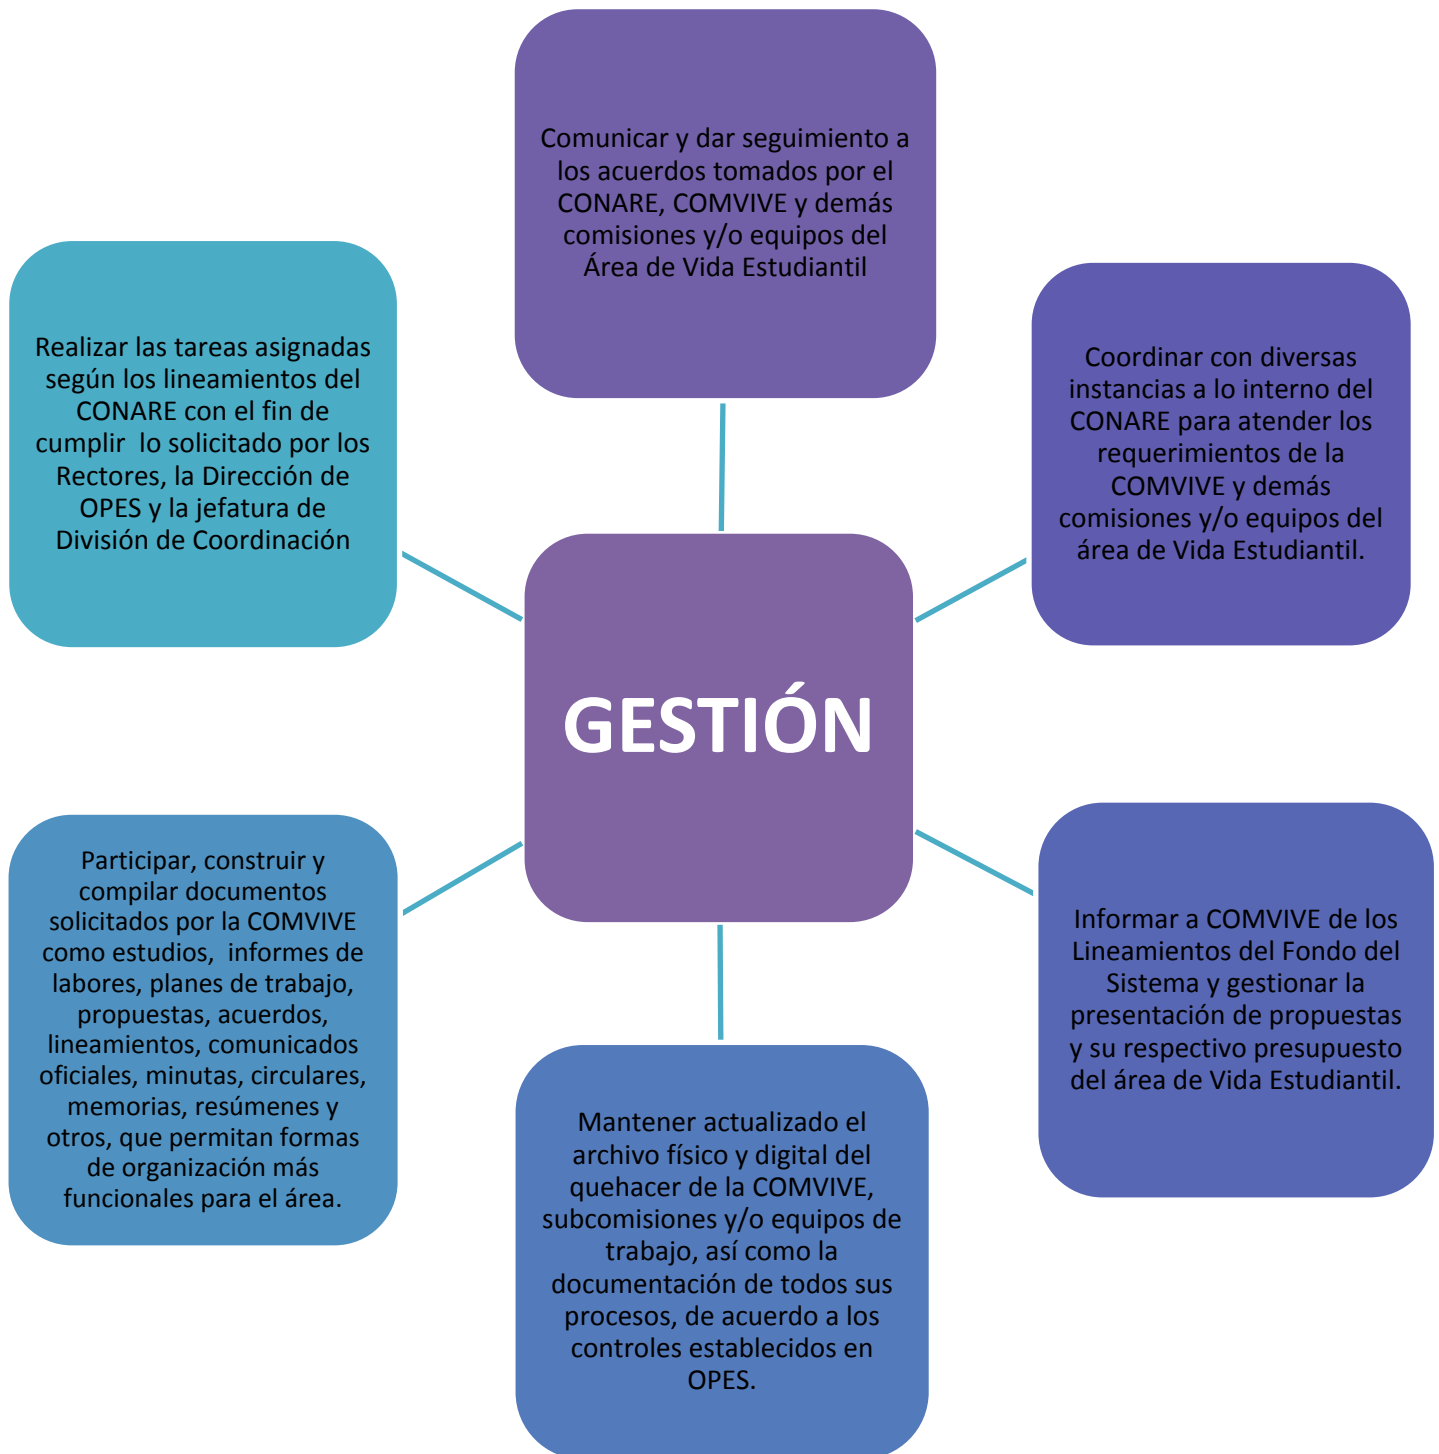 Comunicar y dar seguimiento a
los acuerdos tomados por el
CONARE, COMVIVE y demás
comisiones y/o equipos del
Área de Vida Estudiantil
Realizar las tareas asignadas
según los lineamientos del
CONARE con el fin de
cumplir  lo solicitado por los
Rectores, la Dirección de
OPES y la jefatura de
División de Coordinación
Coordinar con diversas
instancias a lo interno del
CONARE para atender los
requerimientos de la
COMVIVE y demás
comisiones y/o equipos del
área de Vida Estudiantil.
GESTIÓN
Participar, construir y
compilar documentos
solicitados por la COMVIVE
como estudios,  informes de
labores, planes de trabajo,
propuestas, acuerdos,
lineamientos, comunicados
oficiales, minutas, circulares,
memorias, resúmenes y
otros, que permitan formas
de organización más
funcionales para el área.
Informar a COMVIVE de los
Lineamientos del Fondo del
Sistema y gestionar la
presentación de propuestas
y su respectivo presupuesto
del área de Vida Estudiantil.
Mantener actualizado el
archivo físico y digital del
quehacer de la COMVIVE,
subcomisiones y/o equipos de
trabajo, así como la
documentación de todos sus
procesos, de acuerdo a los
controles establecidos en
OPES.